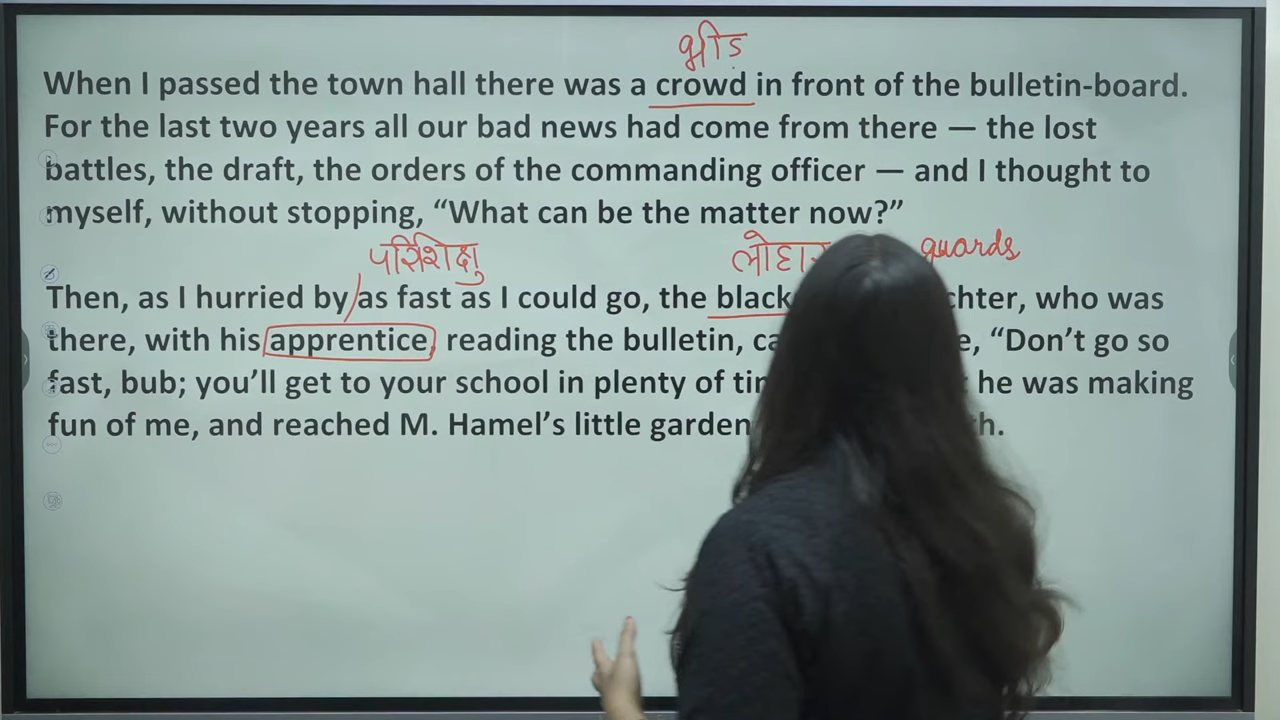 भीड़
When I passed the town hall there was a crowd in front of the bulletin-board.
For the last two years all our bad news had come from there — the lost
battles, the draft, the orders of the commanding officer — and I thought to
myself, without stopping, “What can be the matter now?”
परिशिक्षु लोहार guards
Then, as I hurried by as fast as I could go, the black chter, who was
there, with his apprentice, reading the bulletin, ca e, “Don’t go so
fast, bub; you’ll get to your school in plenty of tim he was making
fun of me, and reached M. Hamel’s little garden h.